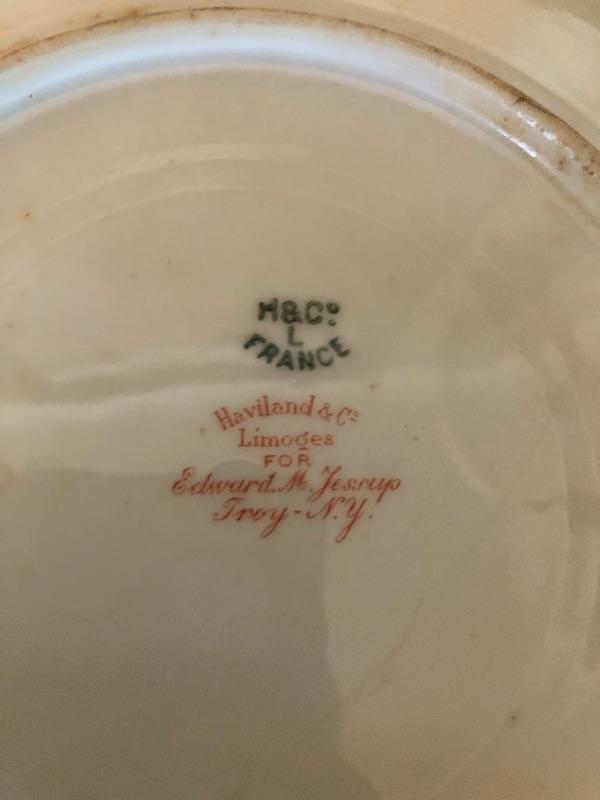 H&Cº
L
FRANCE
Haviland & Cº
Limoges
FOR
Edward M. Jessup
Troy-N.Y.